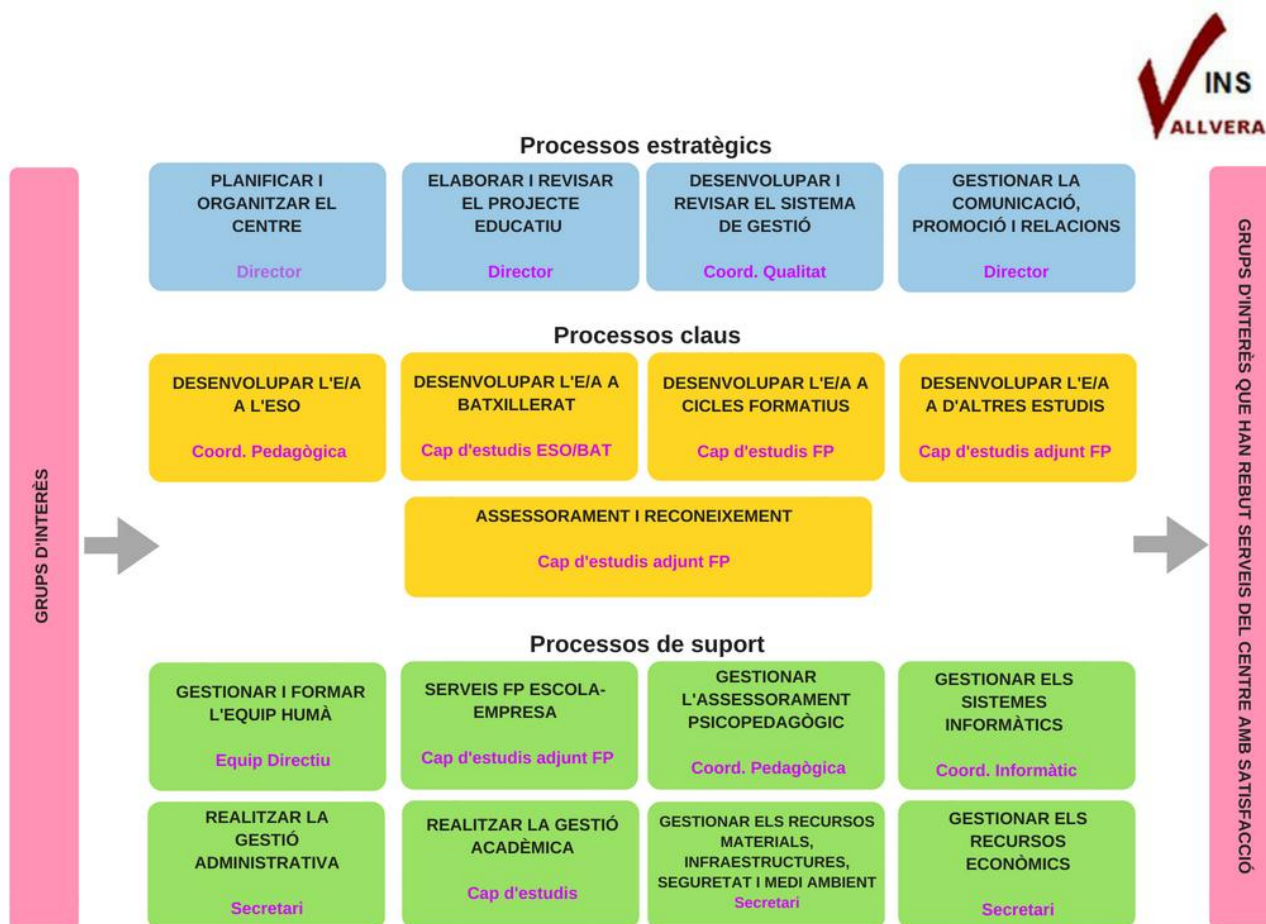 INS
ALLVERA
Processos estratègics
PLANIFICAR I
ORGANITZAR EL
CENTRE
Director
ELABORAR I REVISAR
EL PROJECTE
EDUCATIU
Director
DESENVOLUPAR I
REVISAR EL SISTEMA
DE GESTIÓ
Coord. Qualitat
GESTIONAR LA
COMUNICACIÓ,
PROMOCIÓ I RELACIONS
Director
GRUPS D'INTERÈS
Processos claus
DESENVOLUPAR L'E/A
A L'ESO
Coord. Pedagògica
DESENVOLUPAR L'E/A A
BATXILLERAT
Cap d'estudis ESO/BAT
DESENVOLUPAR L'E/A A
CICLES FORMATIUS
Cap d'estudis FP
DESENVOLUPAR L'E/A
A D'ALTRES ESTUDIS
Cap d'estudis adjunt FP
ASSESSORAMENT I RECONEIXEMENT
Cap d'estudis adjunt FP
Processos de suport
GESTIONAR I FORMAR
L'EQUIP HUMÀ
Equip Directiu
SERVEIS FP ESCOLA-
EMPRESA
Cap d'estudis adjunt FP
GESTIONAR
L'ASSESSORAMENT
PSICOPEDAGÒGIC
Coord. Pedagògica
GESTIONAR ELS
SISTEMES
INFORMÀTICS
Coord. Informàtic
REALITZAR LA
GESTIÓ
ADMINISTRATIVA
Secretari
REALITZAR LA GESTIÓ
ACADÈMICA
Cap d'estudis
GESTIONAR ELS RECURSOS
MATERIALS,
INFRAESTRUCTURES,
SEGURETAT I MEDI AMBIENT
Secretari
GESTIONAR ELS
RECURSOS
ECONÒMICS
Secretari
GRUPS D'INTERÈS QUE HAN REBUT SERVEIS DEL CENTRE AMB SATISFACCIÓ